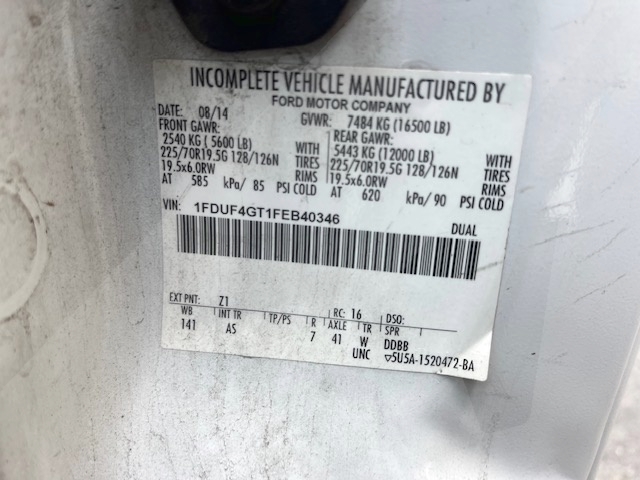 INCOMPLETE VEHICLE MANUFACTURED BY
FORD MOTOR COMPANY
DATE: 08/14 GVWR: 7484 KG (16500 LB)
FRONT GAWR: REAR GAWR:
2540 KG ( 5600 LB) WITH 5443 KG (12000 LB) WITH
225/70R19.5G 128/126N TIRES 225/70R19.5G 128/126N TIRES
19.5x6.0RW RIMS 19.5x6.0RW RIMS
AT 585 kPa/ 85 PSI COLD AT 620 kPa/ 90 PSI COLD
VIN: 1FDUF4GT1FEB40346 DUAL
EXT PNT: Z1 RC: 16 DSO:
WB INT TR TP/PS R AXLE TR SPR
141 AS 7 41 W DDBB
UNC ▽5U5A-1520472-BA